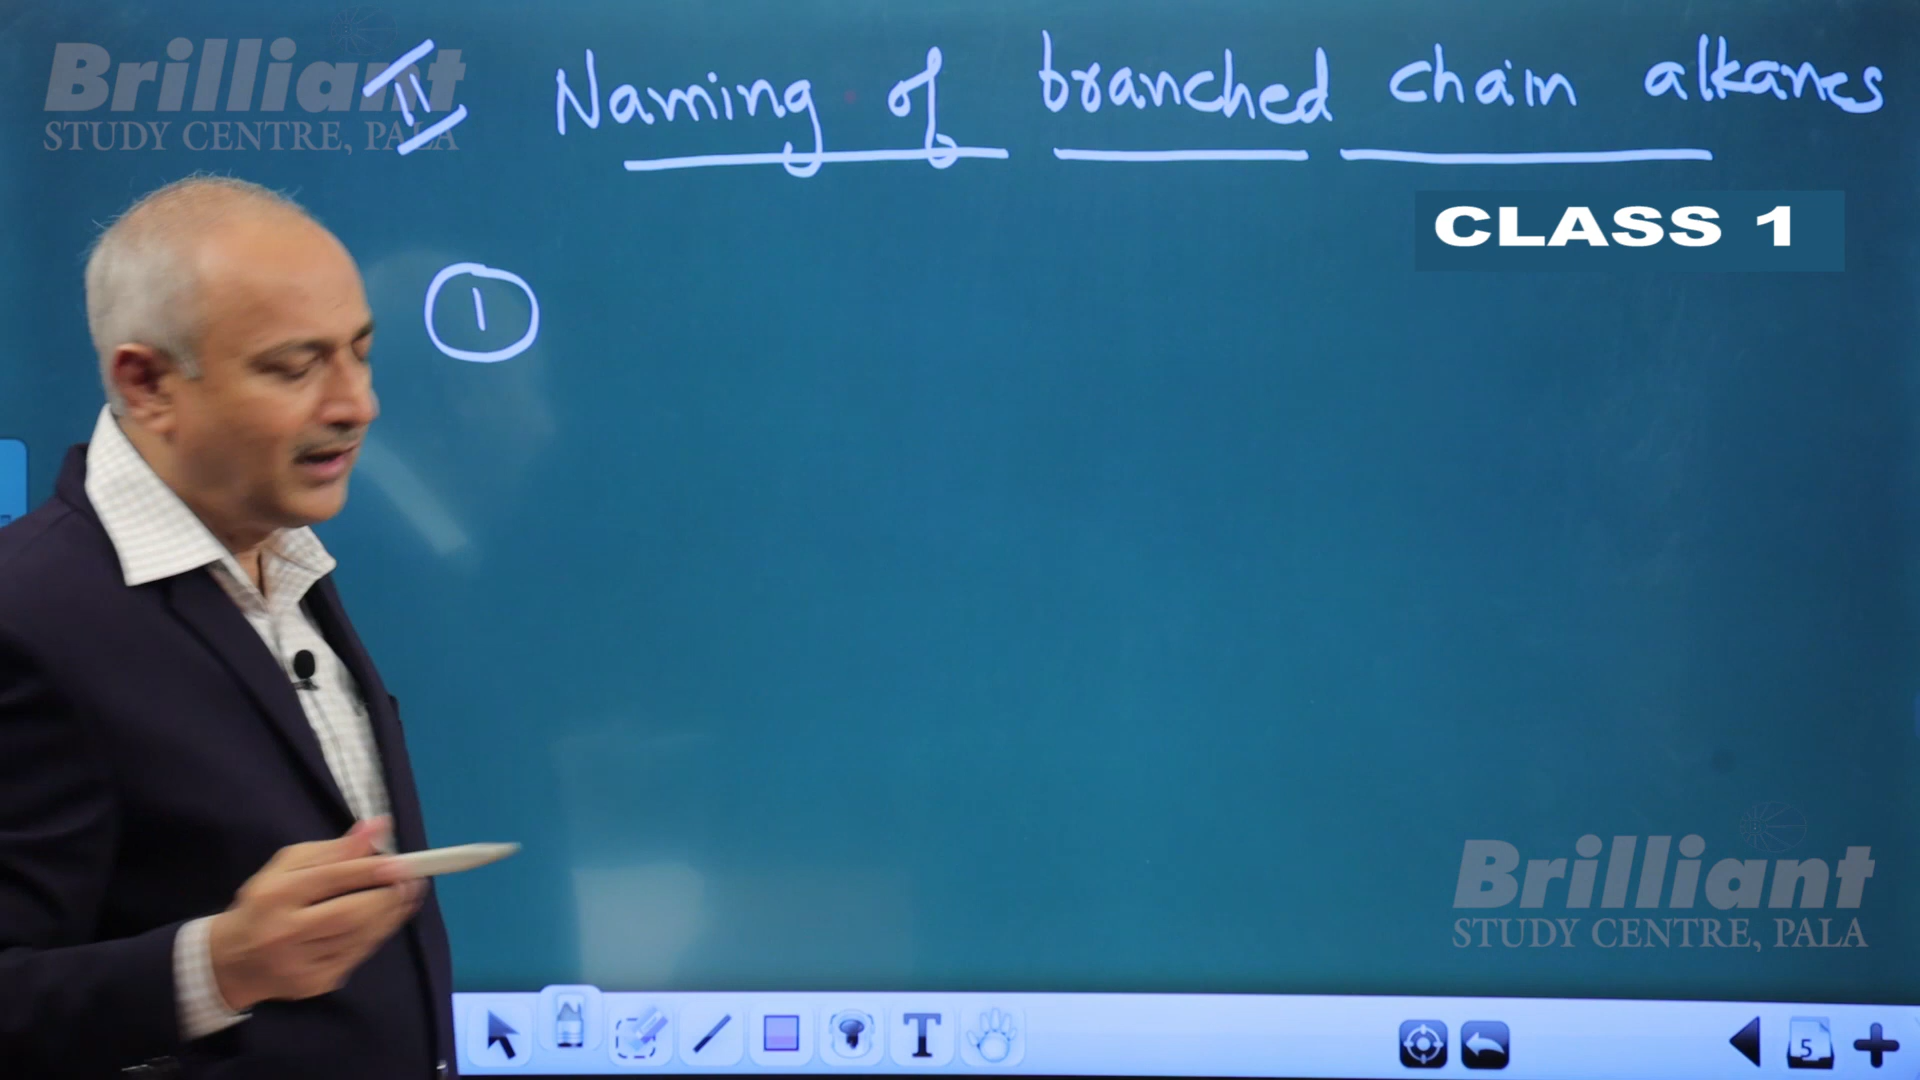 Brilliant
STUDY CENTRE, PALA
II Naming of branched chain alkanes
CLASS 1
1
Brilliant
STUDY CENTRE, PALA
T
5